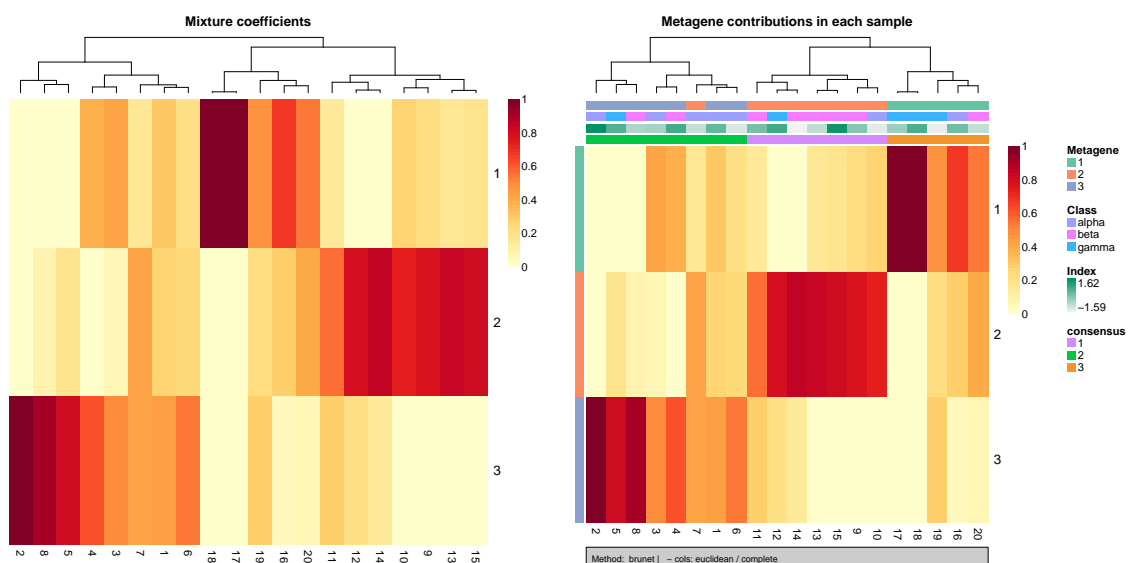 Mixture coefficients
1
0.8
0.6
0.4
0.2
0
1
2
3
2 8 5 4 3 7 1 6 18 17 19 16 20 11 12 14 10 9 13 15
Metagene contributions in each sample
1
0.8
0.6
0.4
0.2
0
1
2
3
2 5 8 3 4 7 1 6 11 12 14 13 15 9 10 17 18 19 16 20
Metagene
1
2
3
Class
alpha
beta
gamma
Index
1.62
−1.59
consensus
1
2
3
Method: brunet | − cols: euclidean / complete